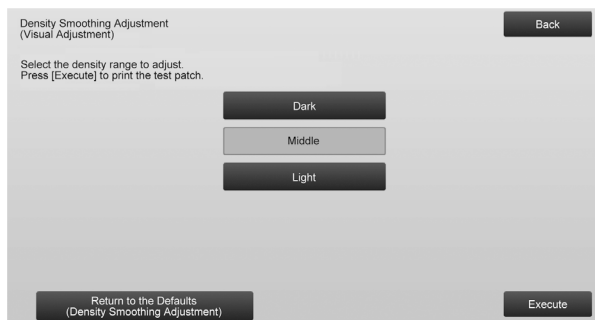 Density Smoothing Adjustment
(Visual Adjustment)
Back
Select the density range to adjust.
Press [Execute] to print the test patch.
Dark
Middle
Light
Return to the Defaults
(Density Smoothing Adjustment)
Execute